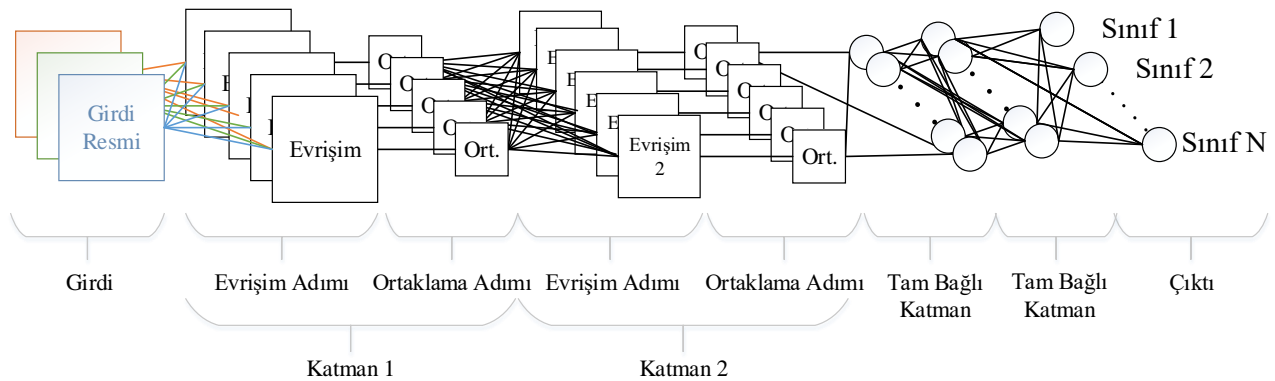 Girdi
Resmi
Evrişim
Ort.
Evrişim
2
Ort.
Sınıf 1
Sınıf 2
Sınıf N
Girdi
Evrişim Adımı
Ortaklama Adımı
Evrişim Adımı
Ortaklama Adımı
Tam Bağlı
Katman
Tam Bağlı
Katman
Çıktı
Katman 1
Katman 2